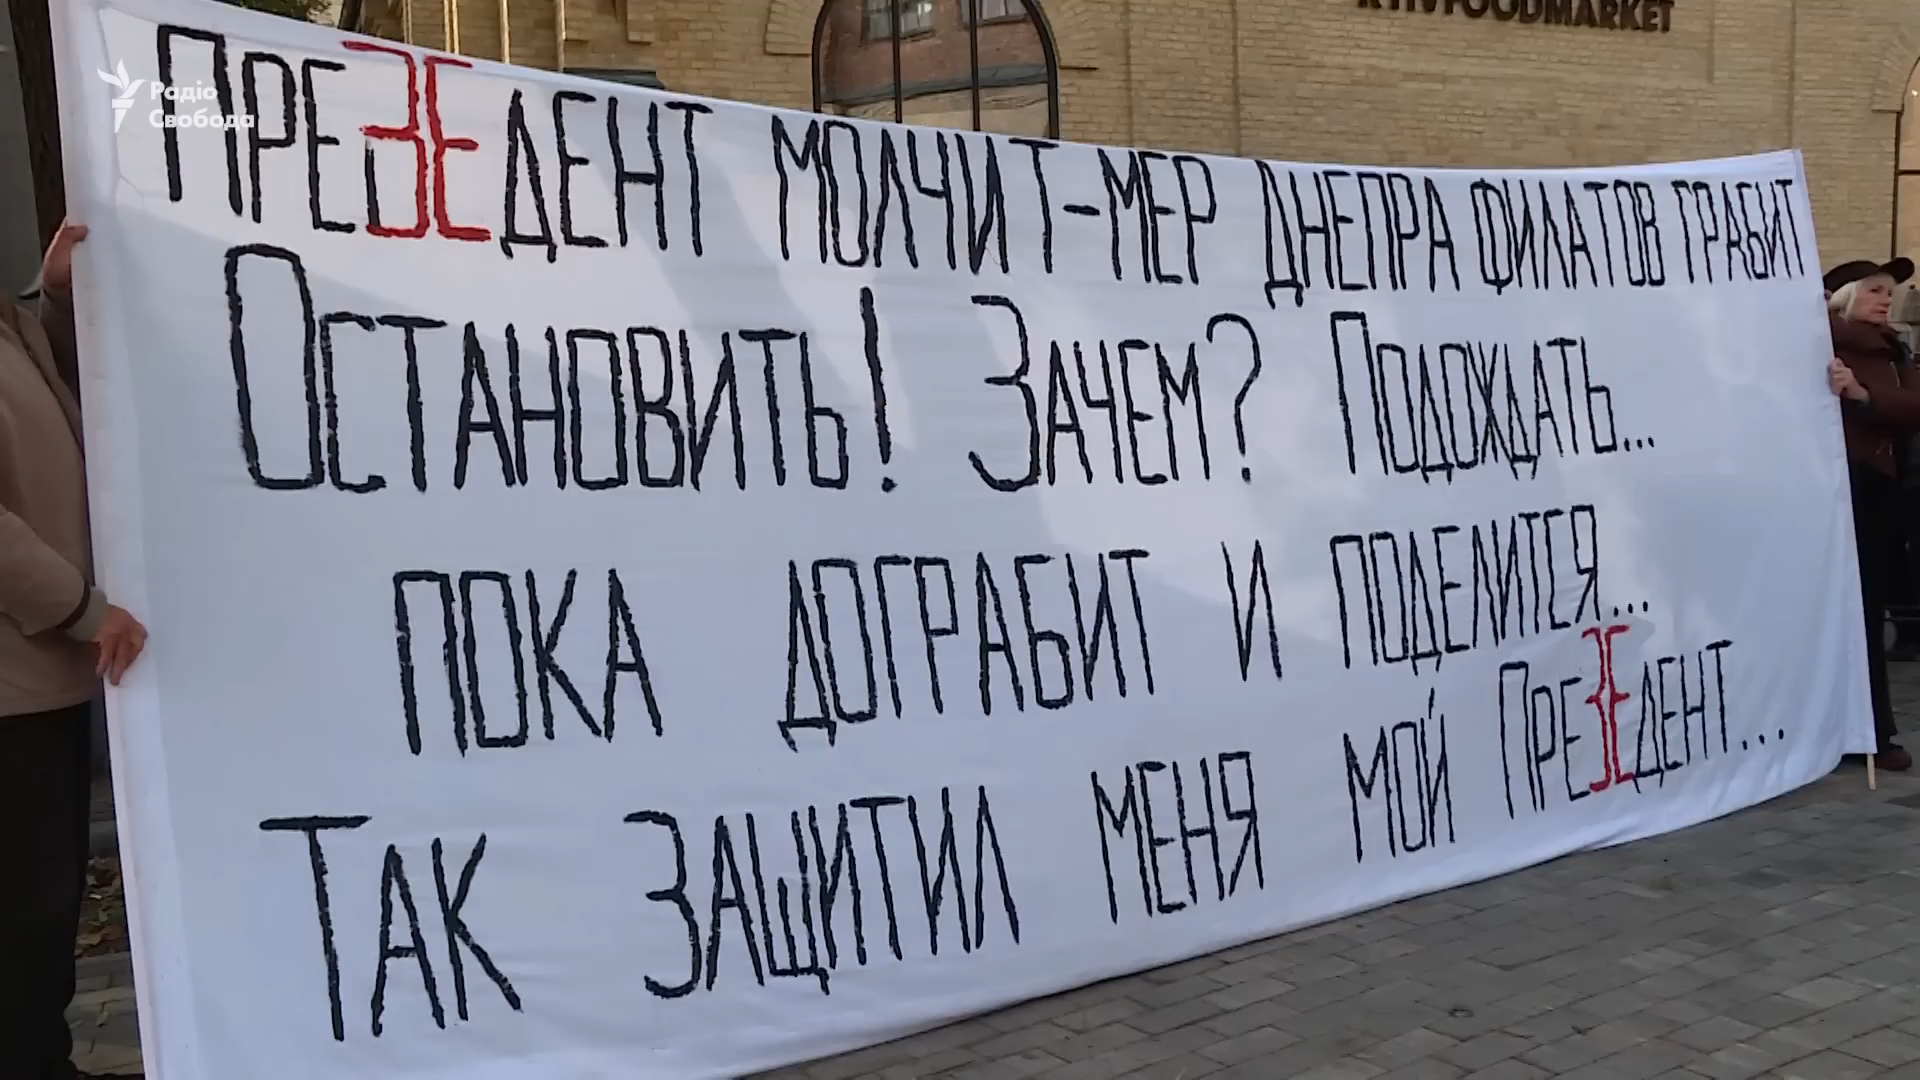 KYIVFOODMARKET
Радіо
Свобода
ПреЗЕдент молчит-мер Днепра Филатов грабит
Остановить! Зачем? Подождать...
пока дограбит и поделится...
Так защитил меня мой ПреЗЕдент...